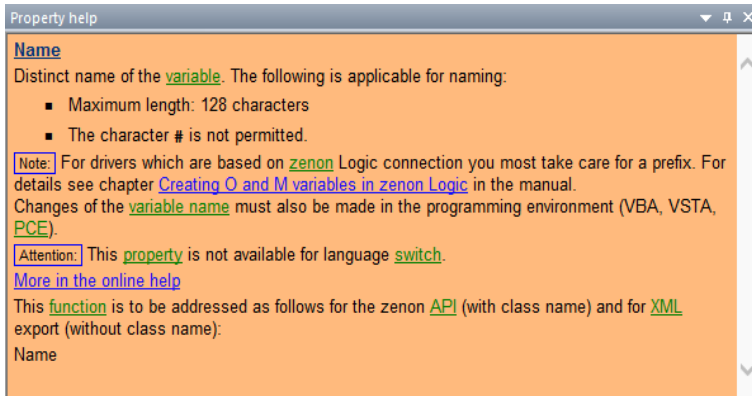 Property help
Name
Distinct name of the variable. The following is applicable for naming:
▪ Maximum length: 128 characters
▪ The character # is not permitted.
Note: For drivers which are based on zenon Logic connection you most take care for a prefix. For
details see chapter Creating O and M variables in zenon Logic in the manual.
Changes of the variable name must also be made in the programming environment (VBA, VSTA,
PCE).
Attention: This property is not available for language switch.
More in the online help
This function is to be addressed as follows for the zenon API (with class name) and for XML
export (without class name):
Name